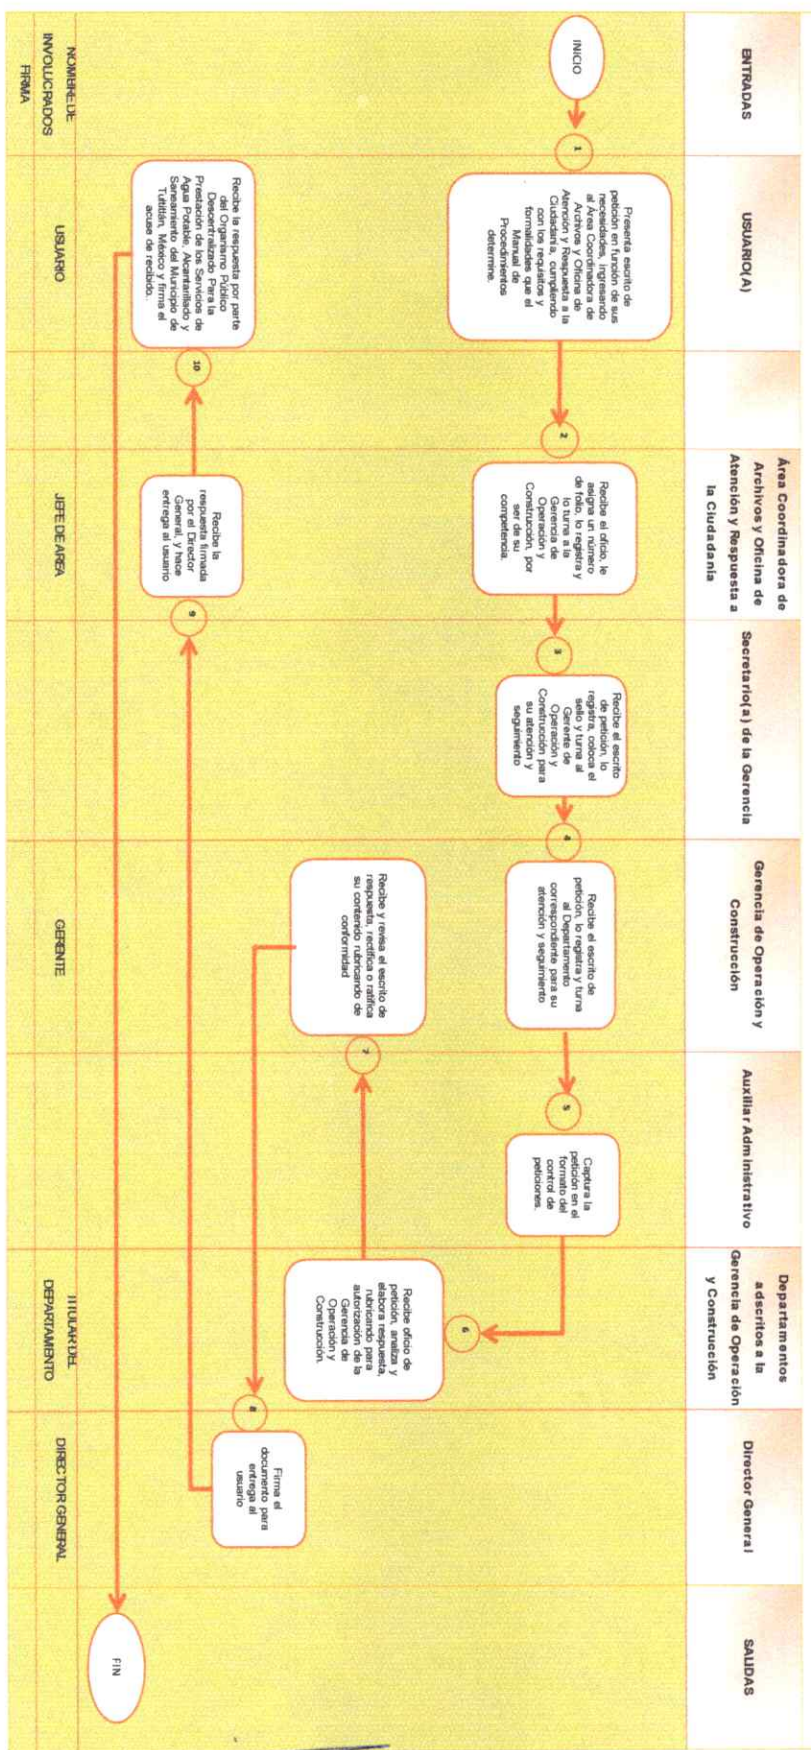 ENTRADAS
USUARIO(A)
Área Coordinadora de
Archivos y Oficina de
Atención y Respuesta a
la Ciudadanía
Secretario(a) de la Gerencia
Gerencia de Operación y
Construcción
Auxiliar Administrativo
Departamentos
adscritos a la
Gerencia de Operación
y Construcción
Director General
SALIDAS
INICIO
1
Presenta escrito de
petición en función de sus
necesidades, ingresando
al Área Coordinadora de
Archivos y Oficina de
Atención y Respuesta a la
Ciudadanía, cumpliendo
con los requisitos y
formalidades que el
Manual de
Procedimientos
determine.
2
Recibe el oficio, le
asigna un número
de folio, lo registra y
lo turna a la
Gerencia de
Operación y
Construcción, por
ser de su
competencia.
3
Recibe el escrito
de petición, lo
registra, coloca el
sello y turna al
Gerente de
Operación y
Construcción para
su atención y
seguimiento
4
Recibe el escrito de
petición, lo registra y turna
al Departamento
correspondiente para su
atención y seguimiento
5
Captura la
petición en el
formato del
control de
peticiones.
6
Recibe oficio de
petición, analiza y
elabora respuesta,
rubricando para
autorización de la
Gerencia de
Operación y
Construcción.
7
Recibe y revisa el escrito de
respuesta, rectifica o ratifica
su contenido rubricando de
conformidad
8
Firma el
documento para
entrega al
usuario
9
Recibe la
respuesta firmada
por el Director
General, y hace
entrega al usuario
10
Recibe la respuesta por parte
del Organismo Público
Descentralizado Para la
Prestación de los Servicios de
Agua Potable, Alcantarillado y
Saneamiento del Municipio de
Tultitlán, México y firma el
acuse de recibido.
FIN
NOMBRE DE
INVOLUCRADOS
USUARIO
JEFE DE AREA
GERENTE
TITULAR DEL
DEPARTAMENTO
DIRECTOR GENERAL
FIRMA